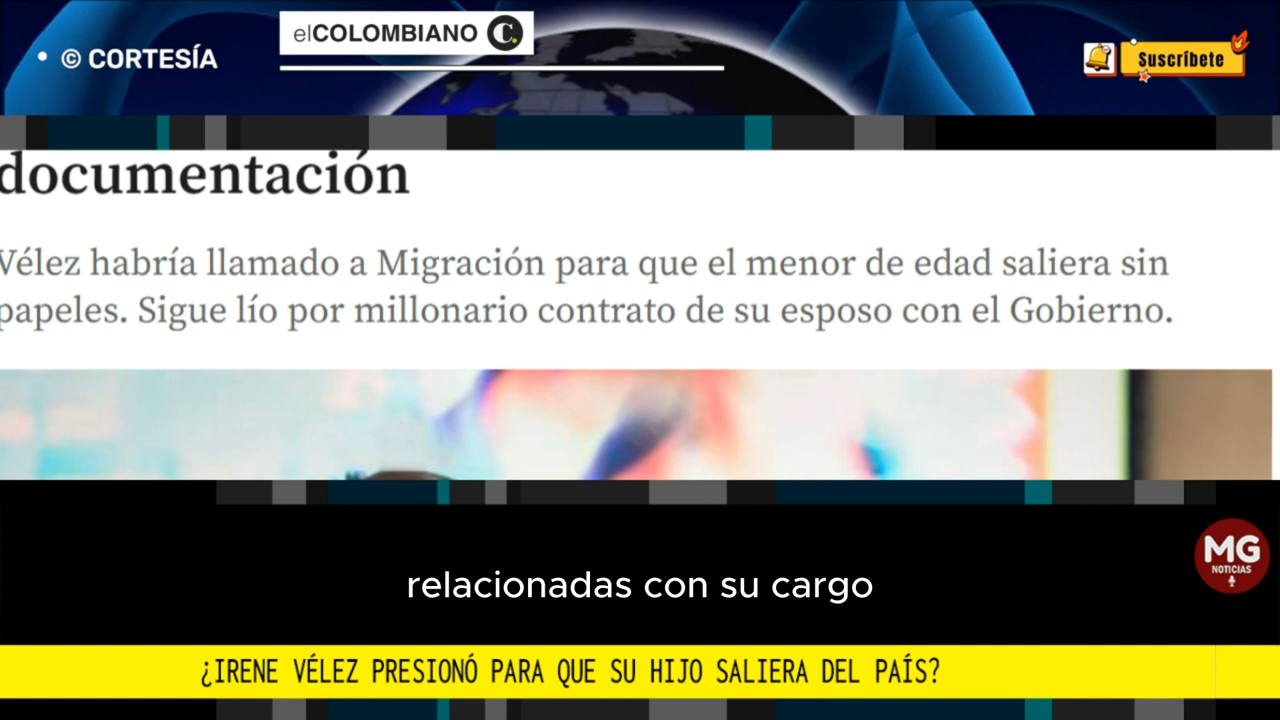 elCOLOMBIANO C.
• © CORTESÍA
Suscríbete
documentación
Vélez habría llamado a Migración para que el menor de edad saliera sin
papeles. Sigue lío por millonario contrato de su esposo con el Gobierno.
MG
NOTICIAS
relacionadas con su cargo
¿IRENE VÉLEZ PRESIONÓ PARA QUE SU HIJO SALIERA DEL PAÍS?